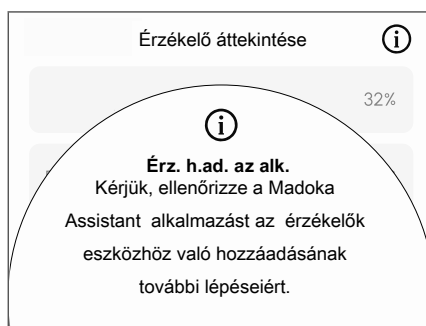 Érzékelő áttekintése
32%
Érz. h.ad. az alk.
Kérjük, ellenőrizze a Madoka
Assistant alkalmazást az érzékelők
eszközhöz való hozzáadásának
további lépéseiért.